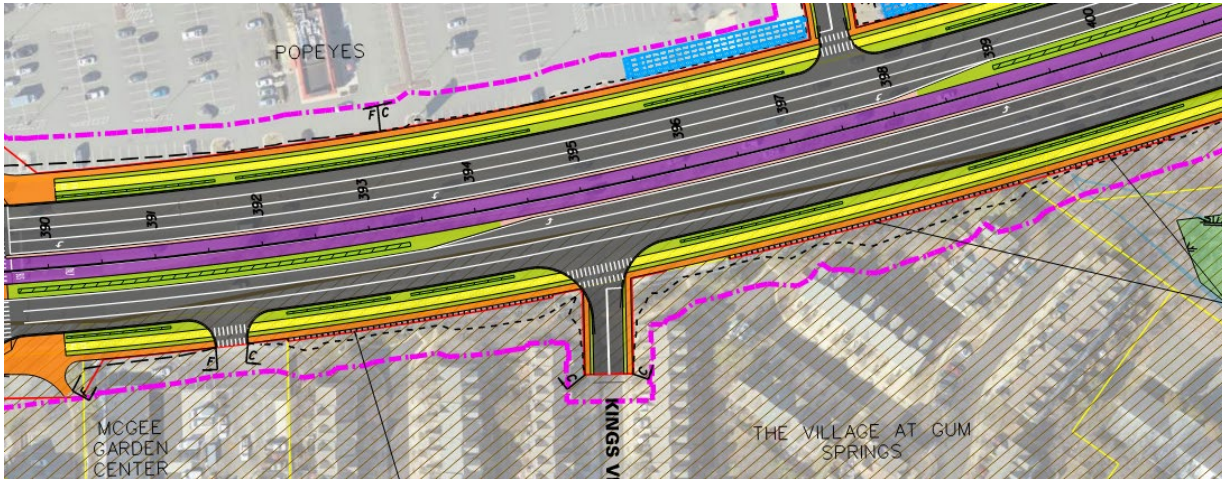 POPEYES
F C
390
391
392
393
394
395
396
397
398
399
400
F
C
F
C
C
KINGS VI
MCGEE
GARDEN
CENTER
THE VILLAGE AT GUM
SPRINGS